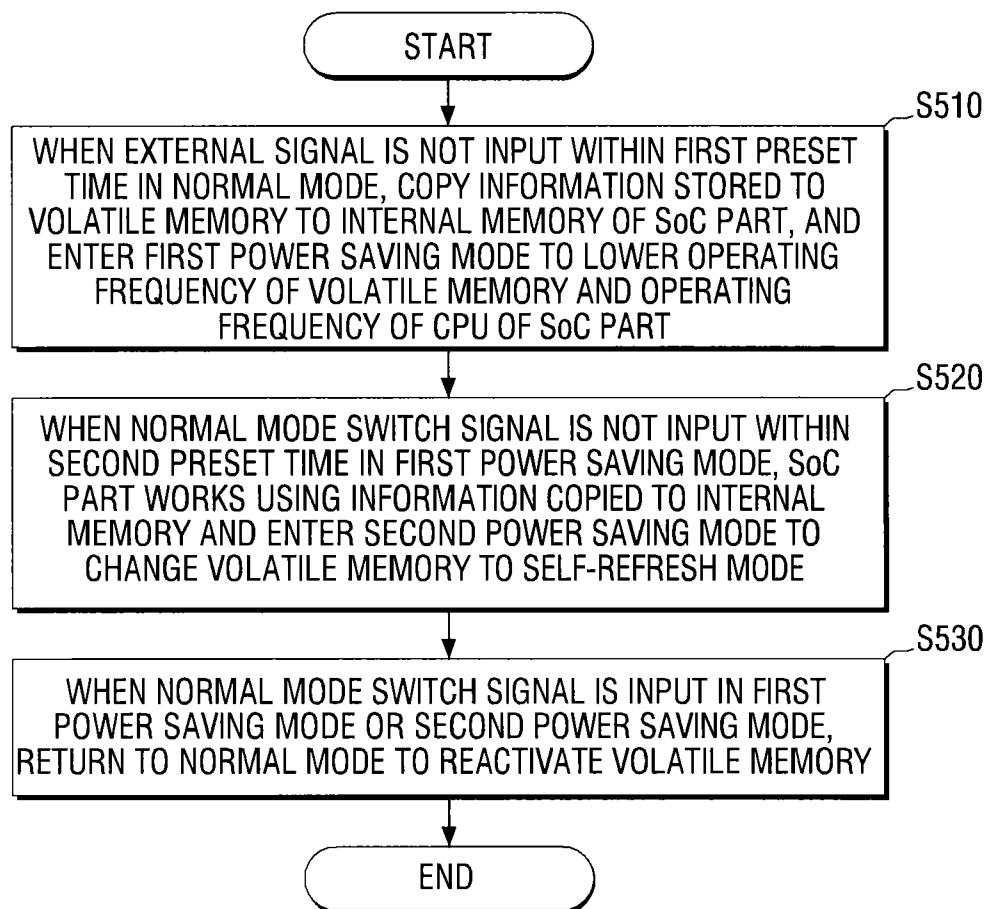 START
S510
WHEN EXTERNAL SIGNAL IS NOT INPUT WITHIN FIRST PRESET
TIME IN NORMAL MODE, COPY INFORMATION STORED TO
VOLATILE MEMORY TO INTERNAL MEMORY OF SoC PART, AND
ENTER FIRST POWER SAVING MODE TO LOWER OPERATING
FREQUENCY OF VOLATILE MEMORY AND OPERATING
FREQUENCY OF CPU OF SoC PART
S520
WHEN NORMAL MODE SWITCH SIGNAL IS NOT INPUT WITHIN
SECOND PRESET TIME IN FIRST POWER SAVING MODE, SoC
PART WORKS USING INFORMATION COPIED TO INTERNAL
MEMORY AND ENTER SECOND POWER SAVING MODE TO
CHANGE VOLATILE MEMORY TO SELF-REFRESH MODE
S530
WHEN NORMAL MODE SWITCH SIGNAL IS INPUT IN FIRST
POWER SAVING MODE OR SECOND POWER SAVING MODE,
RETURN TO NORMAL MODE TO REACTIVATE VOLATILE MEMORY
END